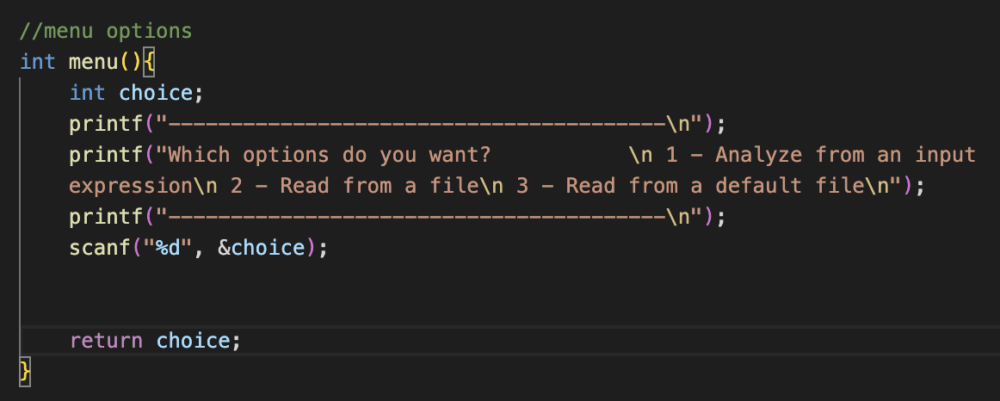 //menu options
int menu(){
    int choice;
    printf("----------------------------------------\n");
    printf("Which options do you want?           \n 1 - Analyze from an input
    expression\n 2 - Read from a file\n 3 - Read from a default file\n");
    printf("----------------------------------------\n");
    scanf("%d", &choice);
    return choice;
}